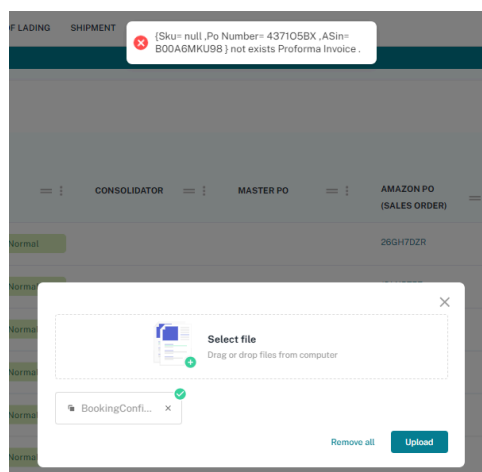 OF LADING SHIPMENT
{Sku= null ,Po Number= 4371O5BX ,ASin=
B00A6MKU98 } not exists Proforma Invoice .
CONSOLIDATOR MASTER PO AMAZON PO
(SALES ORDER)
Normal 26GH7DZR
Normal
Normal
Select file
Drag or drop files from computer
Normal
BookingConfi... ×
Normal
Remove all Upload
Normal